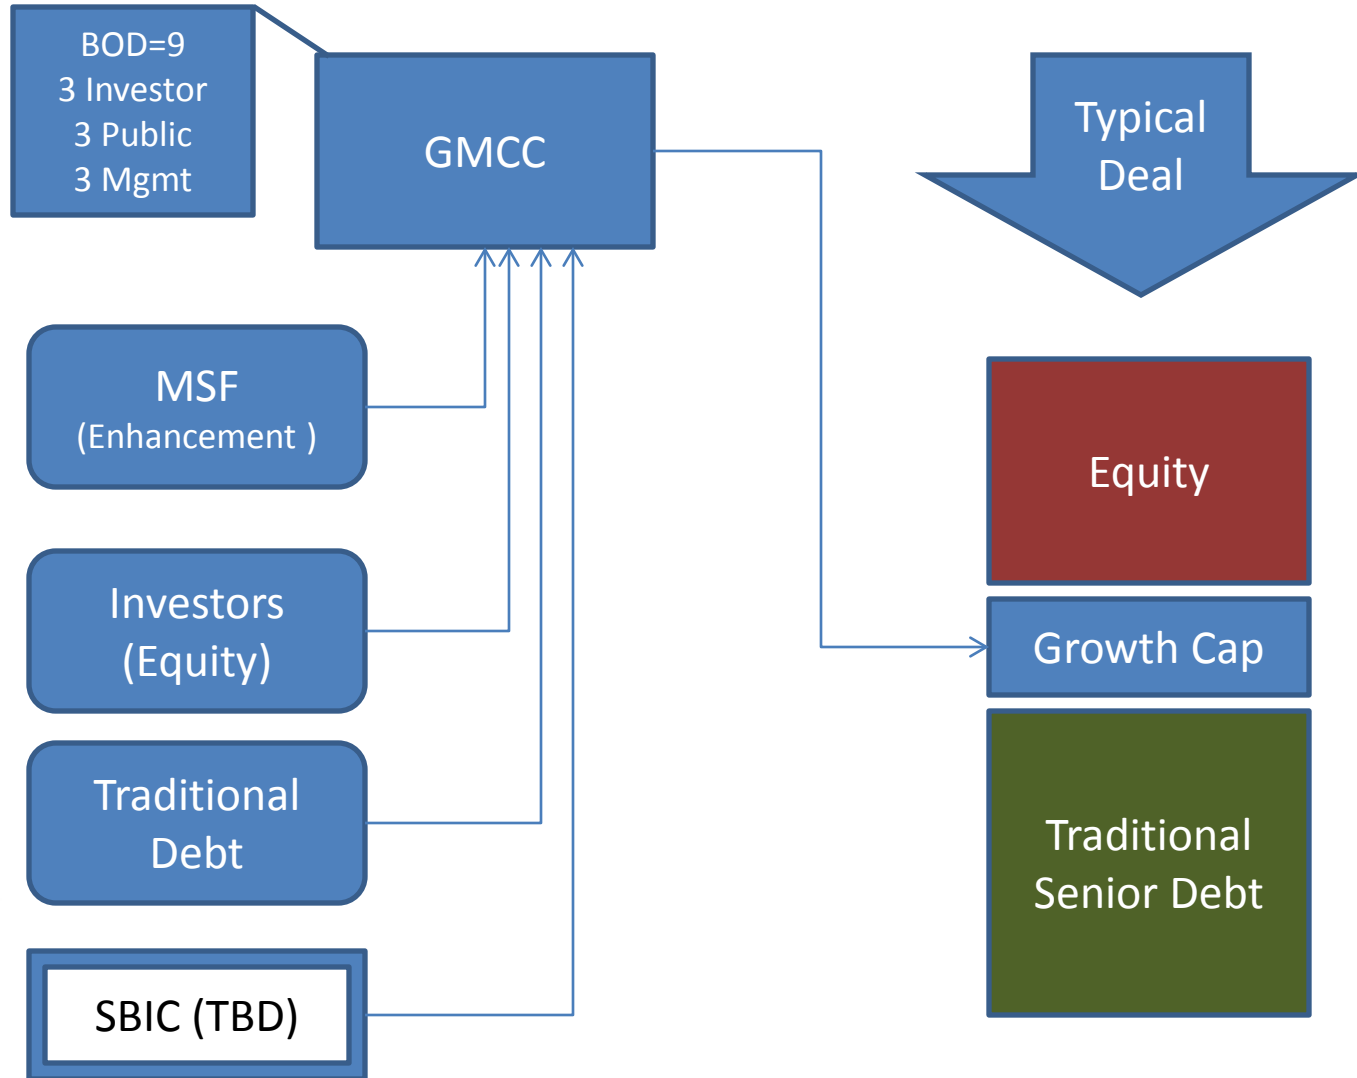 BOD=9
3 Investor
3 Public
3 Mgmt
GMCC
Typical
Deal
MSF
(Enhancement )
Investors
(Equity)
Traditional
Debt
SBIC (TBD)
Equity
Growth Cap
Traditional
Senior Debt